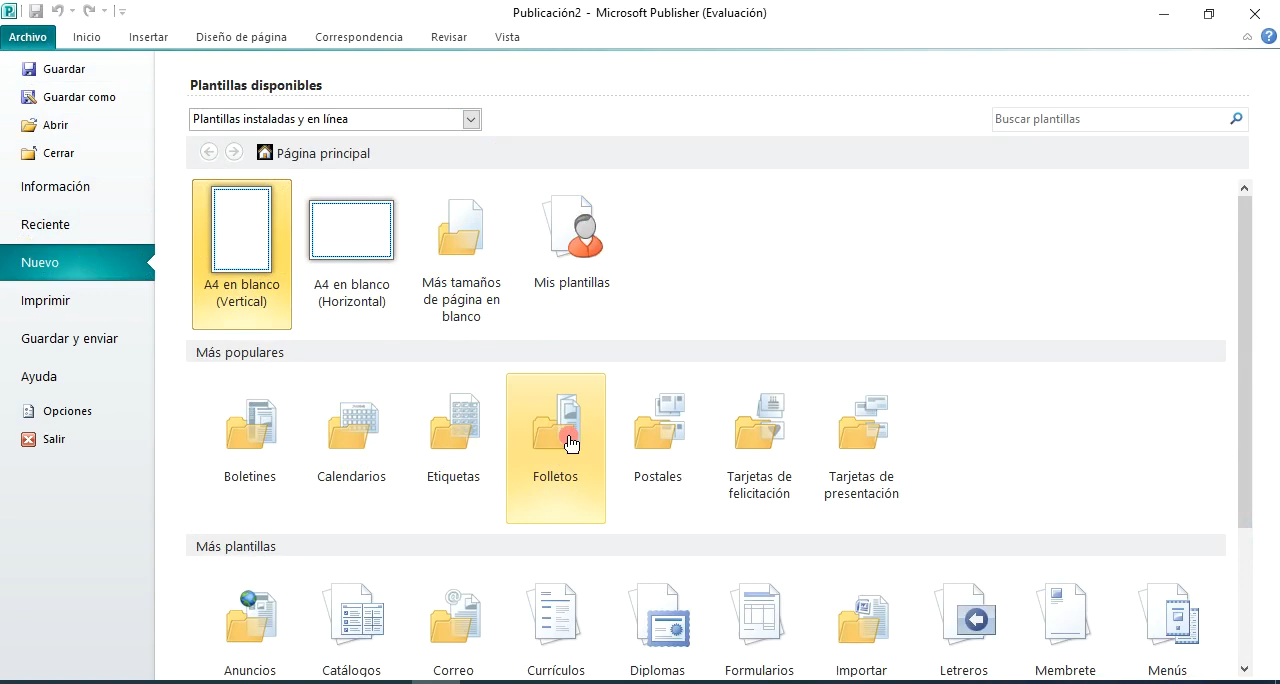 Publicación2 - Microsoft Publisher (Evaluación)
Archivo Inicio Insertar Diseño de página Correspondencia Revisar Vista
Guardar
Guardar como
Abrir
Cerrar
Información
Reciente
Nuevo
Imprimir
Guardar y enviar
Ayuda
Opciones
Salir
Plantillas disponibles
Plantillas instaladas y en línea
Buscar plantillas
Página principal
A4 en blanco
(Vertical)
A4 en blanco
(Horizontal)
Más tamaños
de página en
blanco
Mis plantillas
Más populares
Boletines
Calendarios
Etiquetas
Folletos
Postales
Tarjetas de
felicitación
Tarjetas de
presentación
Más plantillas
Anuncios
Catálogos
Correo
Currículos
Diplomas
Formularios
Importar
Letreros
Membrete
Menús